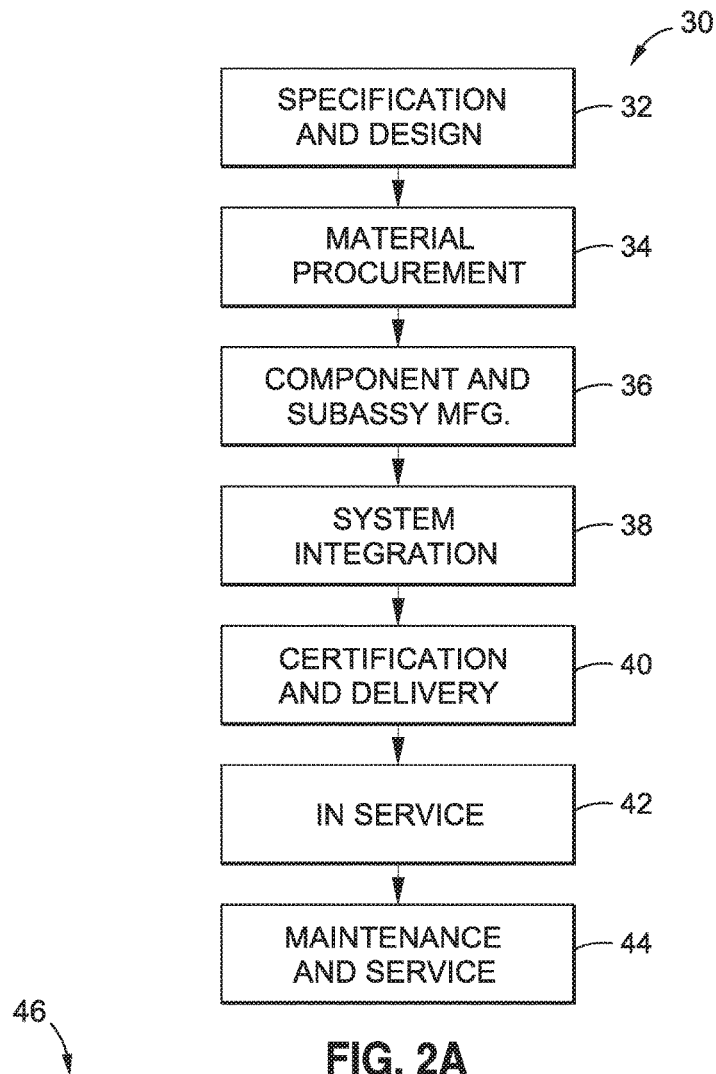 30
SPECIFICATION
AND DESIGN
32
MATERIAL
PROCUREMENT
34
COMPONENT AND
SUBASSY MFG.
36
SYSTEM
INTEGRATION
38
CERTIFICATION
AND DELIVERY
40
IN SERVICE
42
MAINTENANCE
AND SERVICE
44
46
FIG. 2A